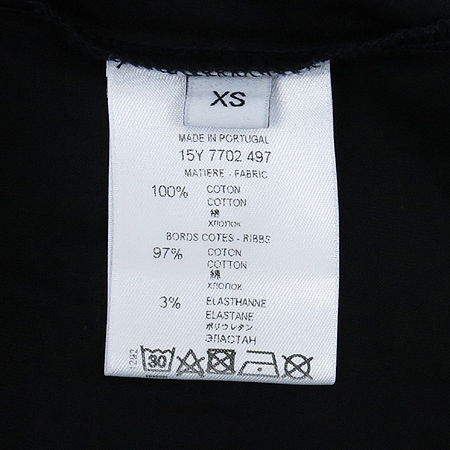 XS
MADE IN PORTUGAL
15Y 7702 497
MATIERE - FABRIC
100% COTON
COTTON
綿
ХЛОПОК
BORDS COTES - RIBBS
97% COTON
COTTON
綿
ХЛОПОК
3% ELASTHANNE
ELASTANE
ポリウレタン
ЭЛАСТАН
30
1292